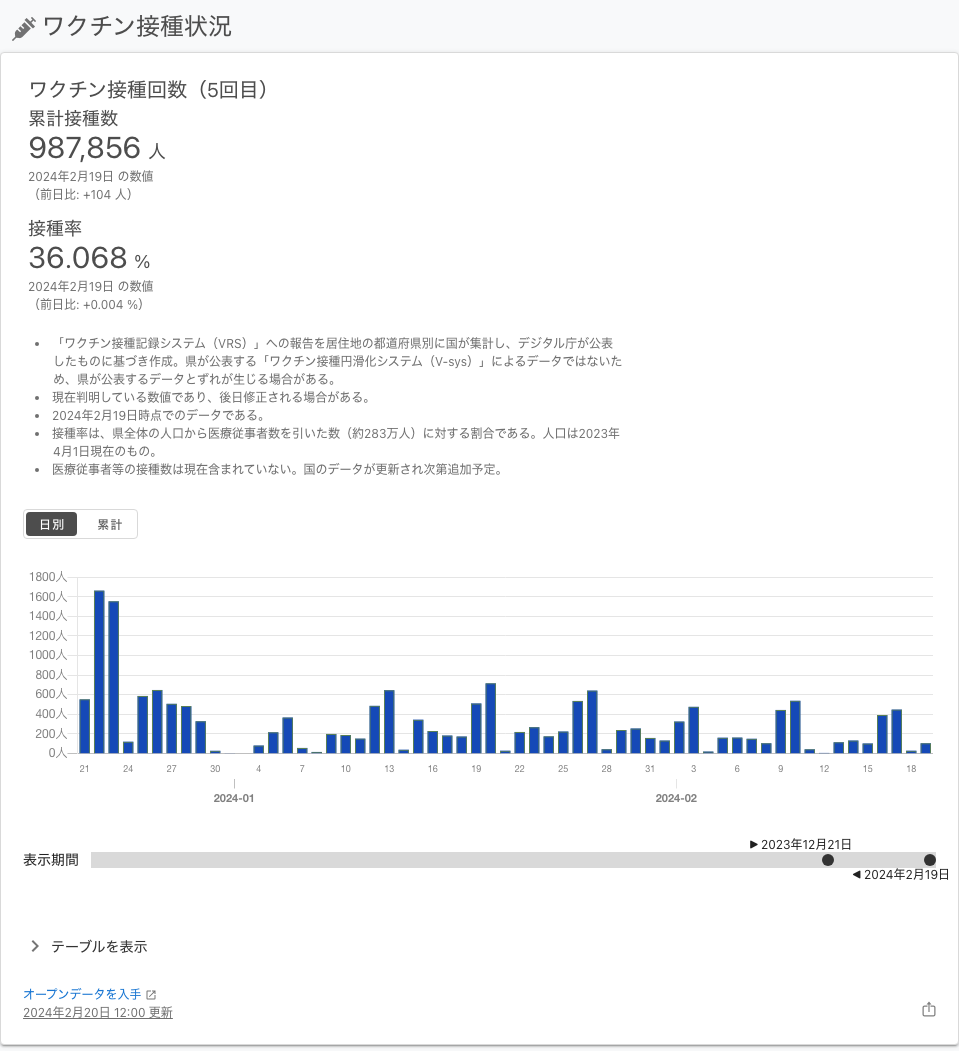 ワクチン接種状況
ワクチン接種回数（5回目）
累計接種数
987,856 人
2024年2月19日 の数値
（前日比: +104 人）
接種率
36.068 %
2024年2月19日 の数値
（前日比: +0.004 %）
• 「ワクチン接種記録システム（VRS）」への報告を居住地の都道府県別に国が集計し、デジタル庁が公表
したものに基づき作成。県が公表する「ワクチン接種円滑化システム（V-sys）」によるデータではないた
め、県が公表するデータとずれが生じる場合がある。
• 現在判明している数値であり、後日修正される場合がある。
• 2024年2月19日時点でのデータである。
• 接種率は、県全体の人口から医療従事者数を引いた数（約283万人）に対する割合である。人口は2023年
4月1日現在のもの。
• 医療従事者等の接種数は現在含まれていない。国のデータが更新され次第追加予定。
日別 累計
1800人
1600人
1400人
1200人
1000人
800人
600人
400人
200人
0人
21 24 27 30 4 7 10 13 16 19 22 25 28 31 3 6 9 12 15 18
2024-01 2024-02
▶ 2023年12月21日
表示期間
◀ 2024年2月19日
テーブルを表示
オープンデータを入手
2024年2月20日 12:00 更新